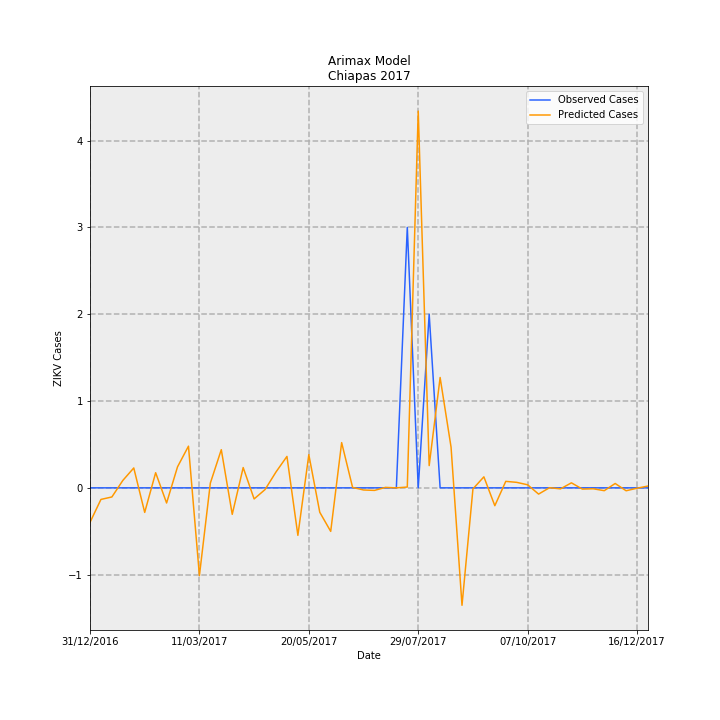 Arimax Model
Chiapas 2017
Observed Cases
Predicted Cases
ZIKV Cases
4
3
2
1
0
−1
31/12/2016
11/03/2017
20/05/2017
29/07/2017
07/10/2017
16/12/2017
Date